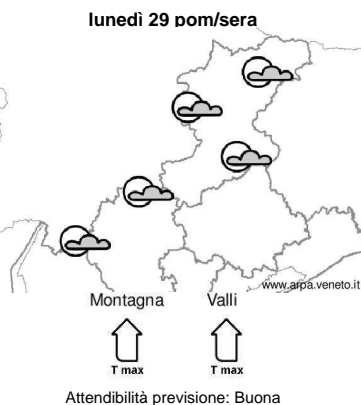 lunedì 29 pom/sera
www.arpa.veneto.it
Montagna Valli
T max T max
Attendibilità previsione: Buona